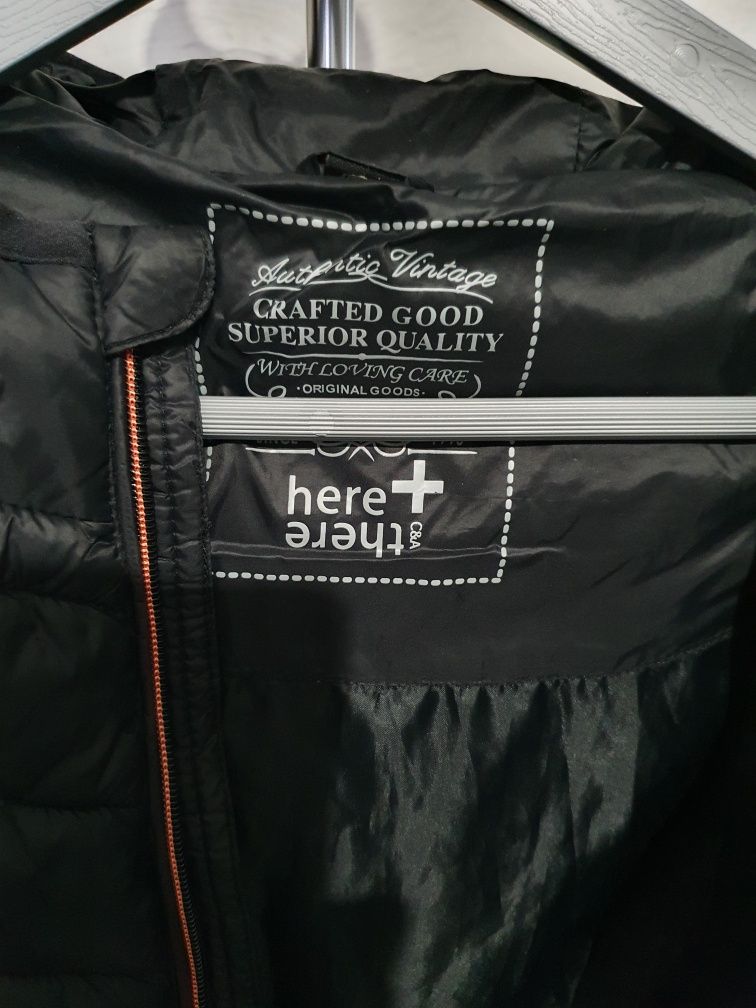 Authentic Vintage
CRAFTED GOOD
SUPERIOR QUALITY
WITH LOVING CARE
·ORIGINAL GOODS·
here+
there
C&A